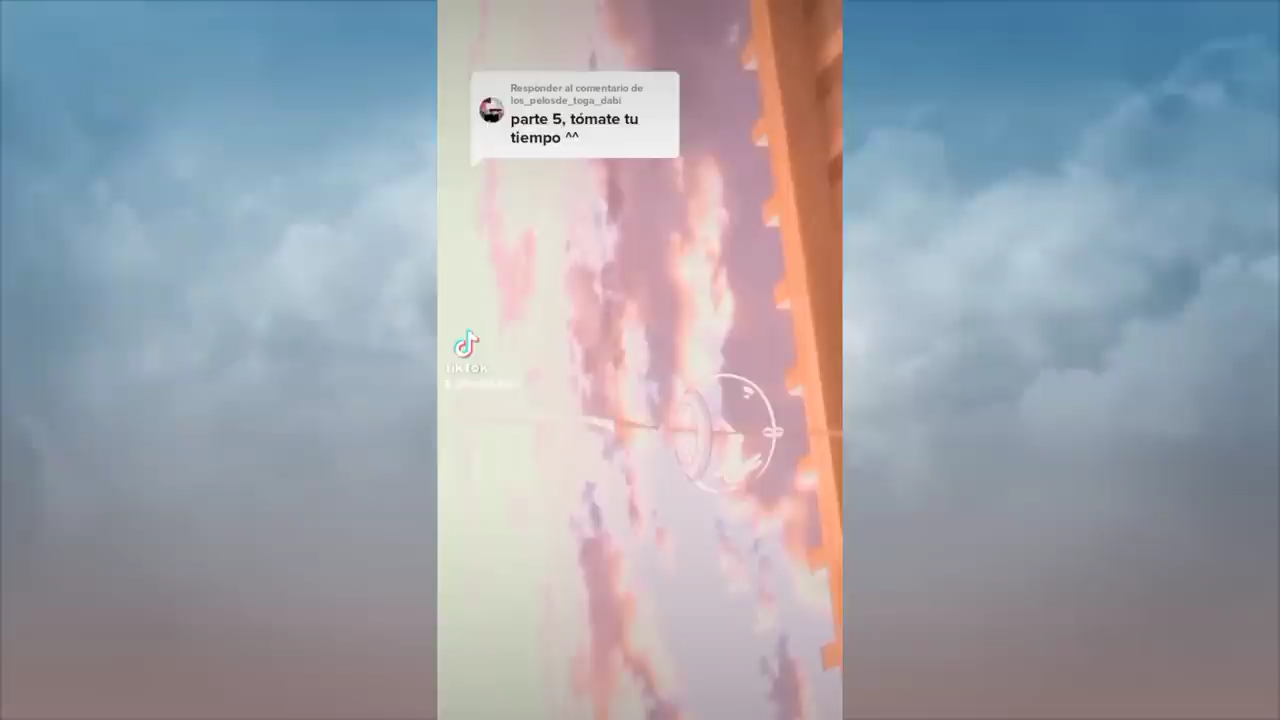 Responder al comentario de
los_pelosde_toga_dabi
parte 5, tómate tu
tiempo ^^
TikTok